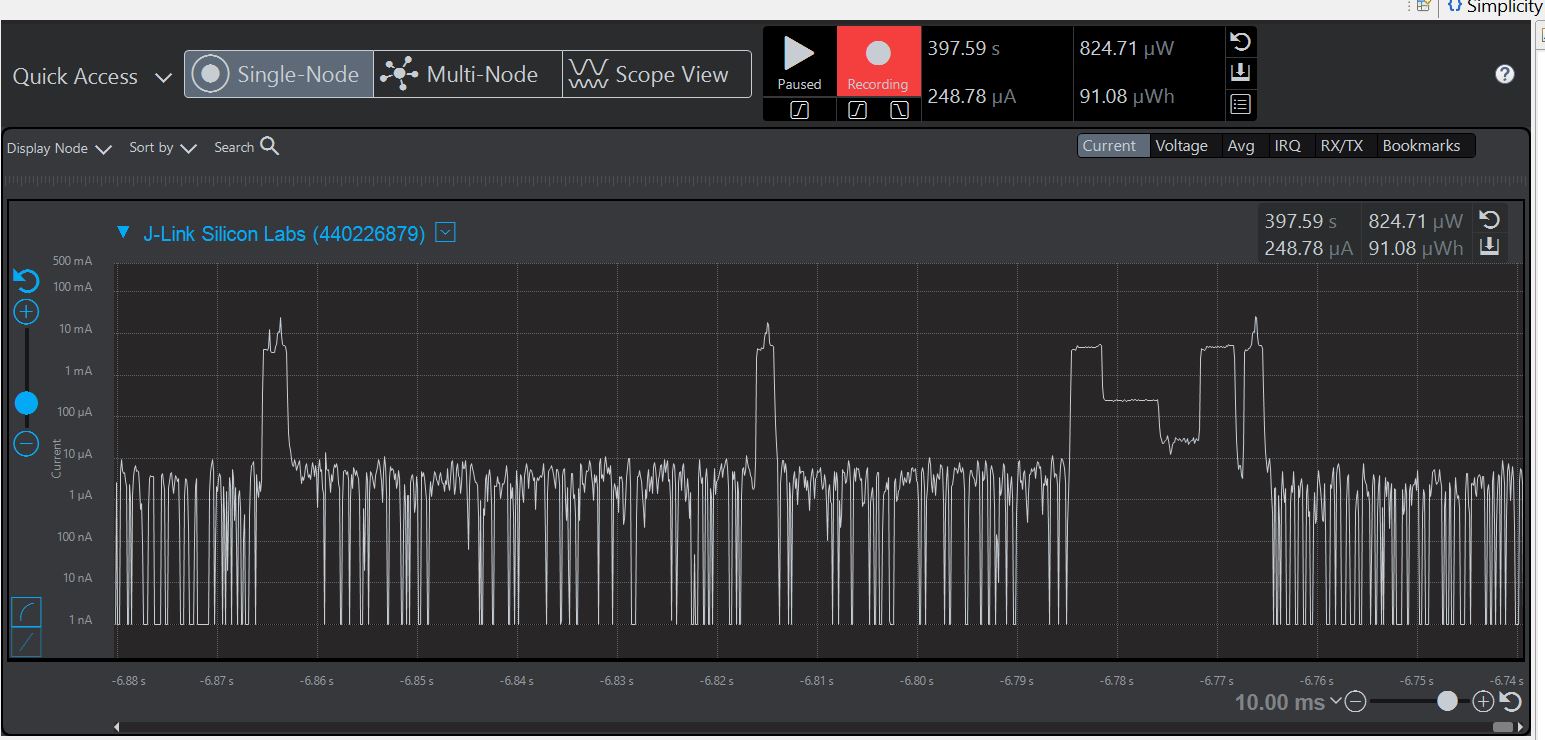 Simplicity
Quick Access
Single-Node
Multi-Node
Scope View
Paused
Recording
397.59 s
824.71 µW
248.78 µA
91.08 µWh
?
Display Node
Sort by
Search
Current
Voltage
Avg
IRQ
RX/TX
Bookmarks
J-Link Silicon Labs (440226879)
397.59 s
824.71 µW
248.78 µA
91.08 µWh
500 mA
100 mA
10 mA
1 mA
100 µA
10 µA
1 µA
100 nA
10 nA
1 nA
Current
-6.88 s
-6.87 s
-6.86 s
-6.85 s
-6.84 s
-6.83 s
-6.82 s
-6.81 s
-6.80 s
-6.79 s
-6.78 s
-6.77 s
-6.76 s
-6.75 s
-6.74 s
10.00 ms